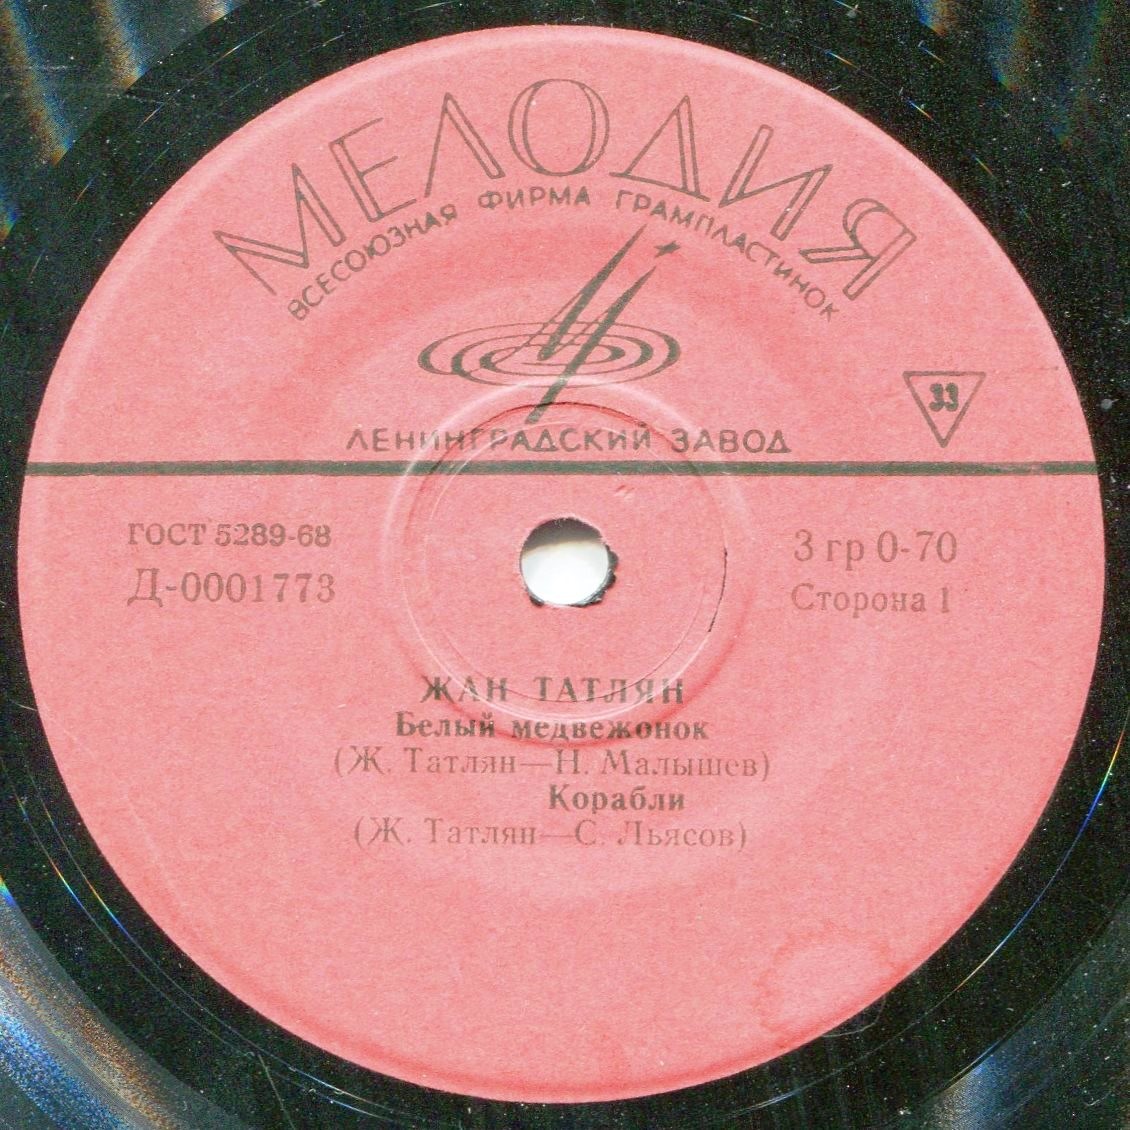 МЕЛОДИЯ
ВСЕСОЮЗНАЯ ФИРМА ГРАМПЛАСТИНОК
33
ЛЕНИНГРАДСКИЙ ЗАВОД
ГОСТ 5289-68
Д-0001773
3 гр 0-70
Сторона 1
ЖАН ТАТЛЯН
Белый медвежонок
(Ж. Татлян—Н. Малышев)
Корабли
(Ж. Татлян—С. Льясов)